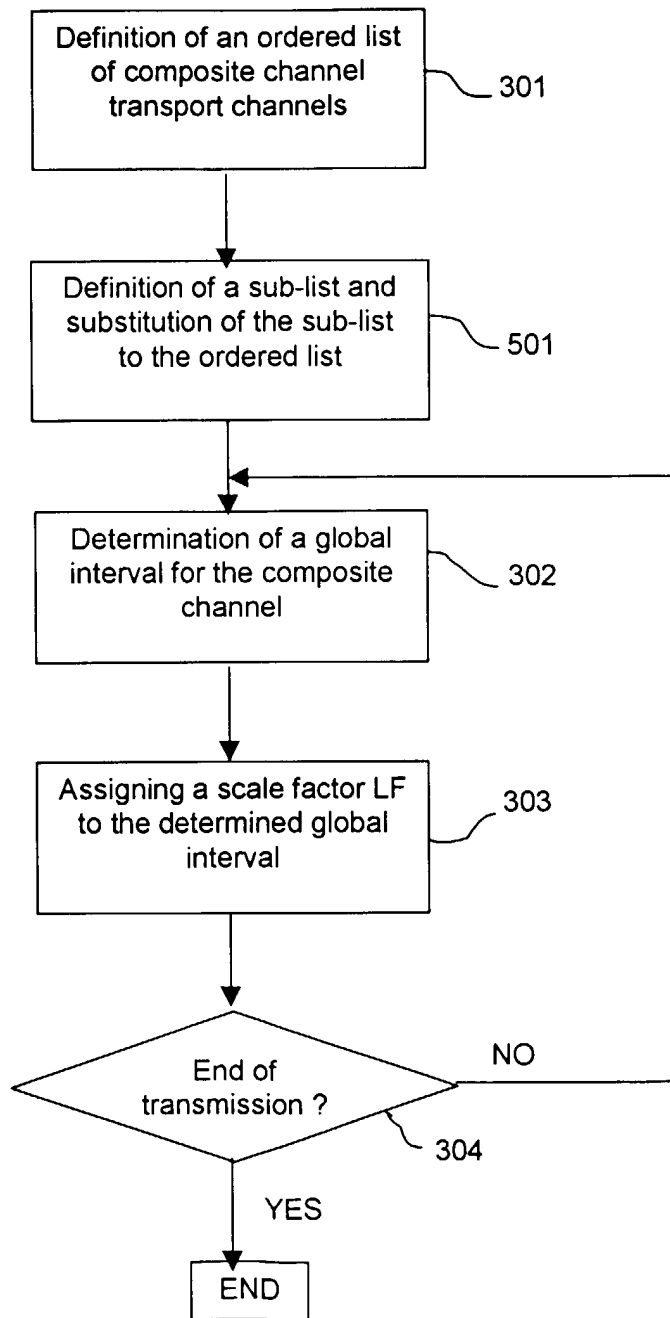 Definition of an ordered list
of composite channel
transport channels
301
Definition of a sub-list and
substitution of the sub-list
to the ordered list
501
Determination of a global
interval for the composite
channel
302
Assigning a scale factor LF
to the determined global
interval
303
End of
transmission ?
NO
304
YES
END